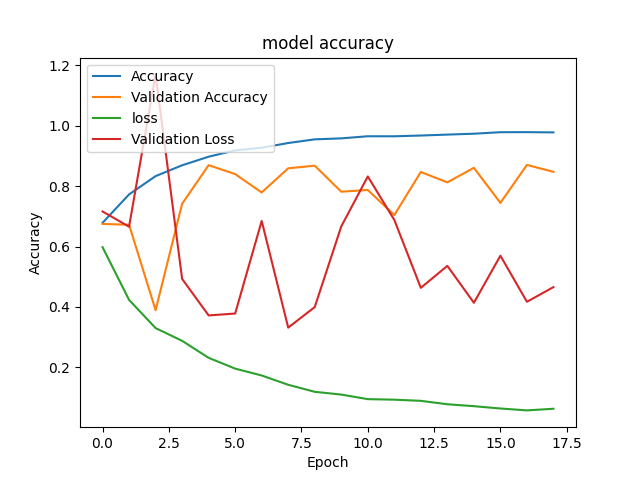 model accuracy
Accuracy
Validation Accuracy
loss
Validation Loss
1.2
1.0
0.8
0.6
0.4
0.2
Accuracy
0.0 2.5 5.0 7.5 10.0 12.5 15.0 17.5
Epoch